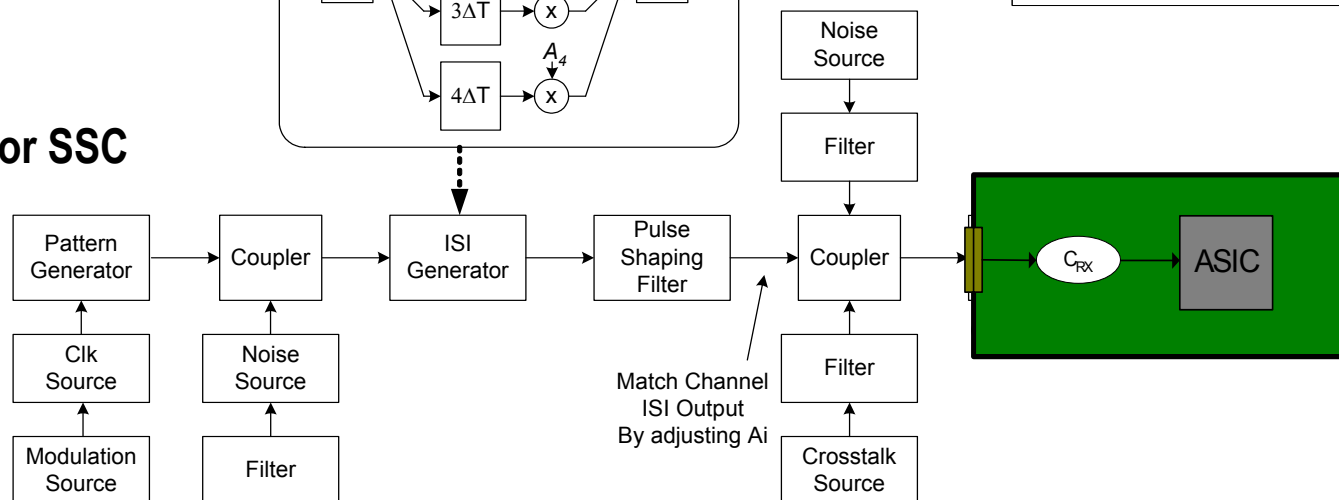 3ΔT
x
A4
4ΔT
x
Noise
Source
Filter
or SSC
Pattern
Generator
Coupler
ISI
Generator
Pulse
Shaping
Filter
Coupler
CRX
ASIC
Clk
Source
Noise
Source
Match Channel
ISI Output
By adjusting Ai
Filter
Modulation
Source
Filter
Crosstalk
Source